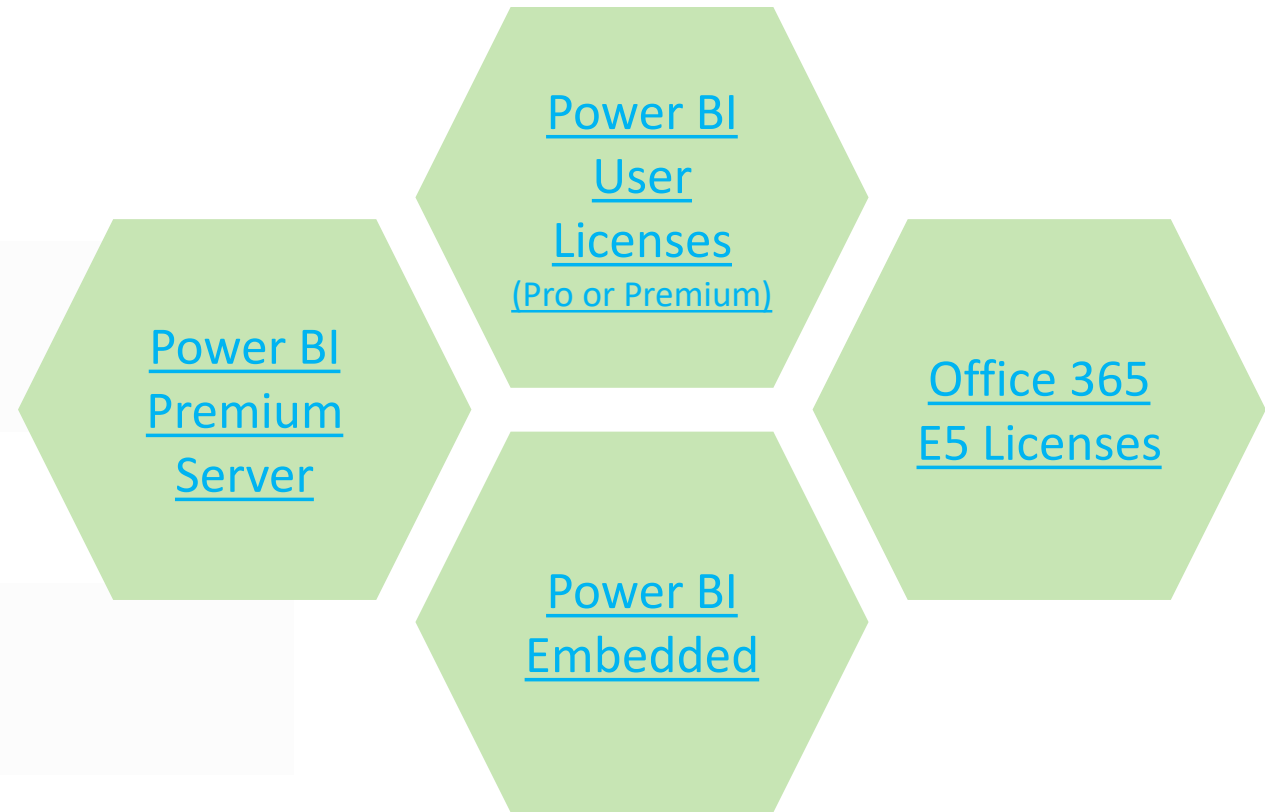 Power BI
User
Licenses
(Pro or Premium)
Power BI
Premium
Server
Office 365
E5 Licenses
Power BI
Embedded